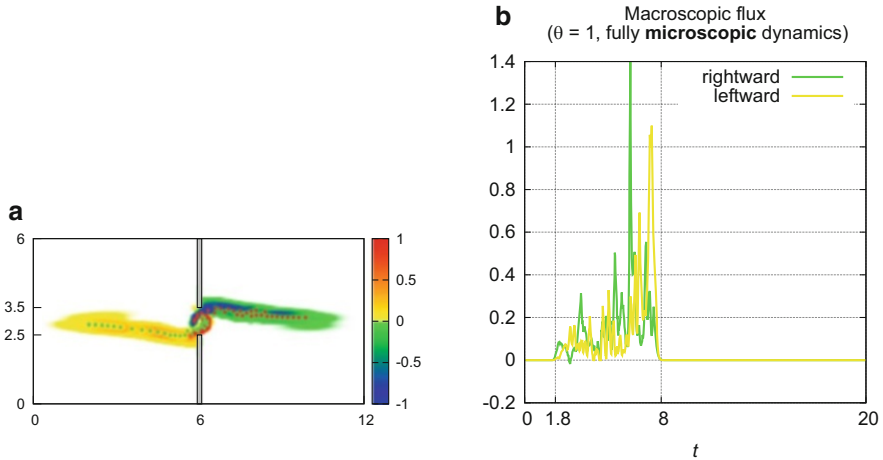 a
6
3.5
2.5
0
0
6
12
1
0.5
0
-0.5
-1
b
Macroscopic flux
(θ = 1, fully microscopic dynamics)
rightward
leftward
1.4
1.2
1
0.8
0.6
0.4
0.2
0
-0.2
0 1.8 8 20
t